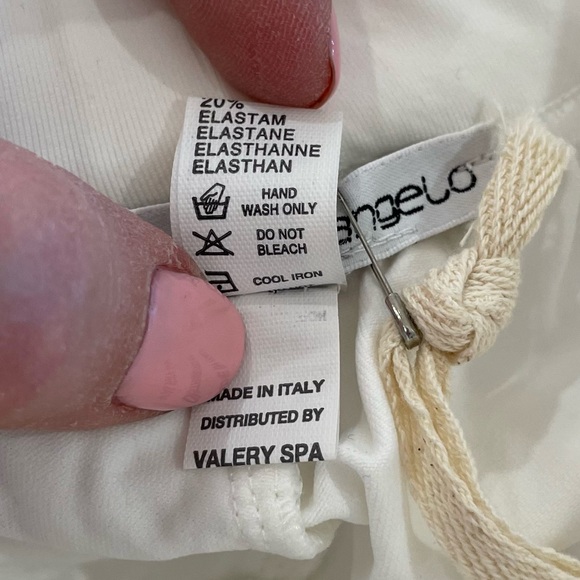 20%
ELASTAM
ELASTANE
ELASTHANNE
ELASTHAN
HAND
WASH ONLY
DO NOT
BLEACH
COOL IRON
angelo
MADE IN ITALY
DISTRIBUTED BY
VALERY SPA